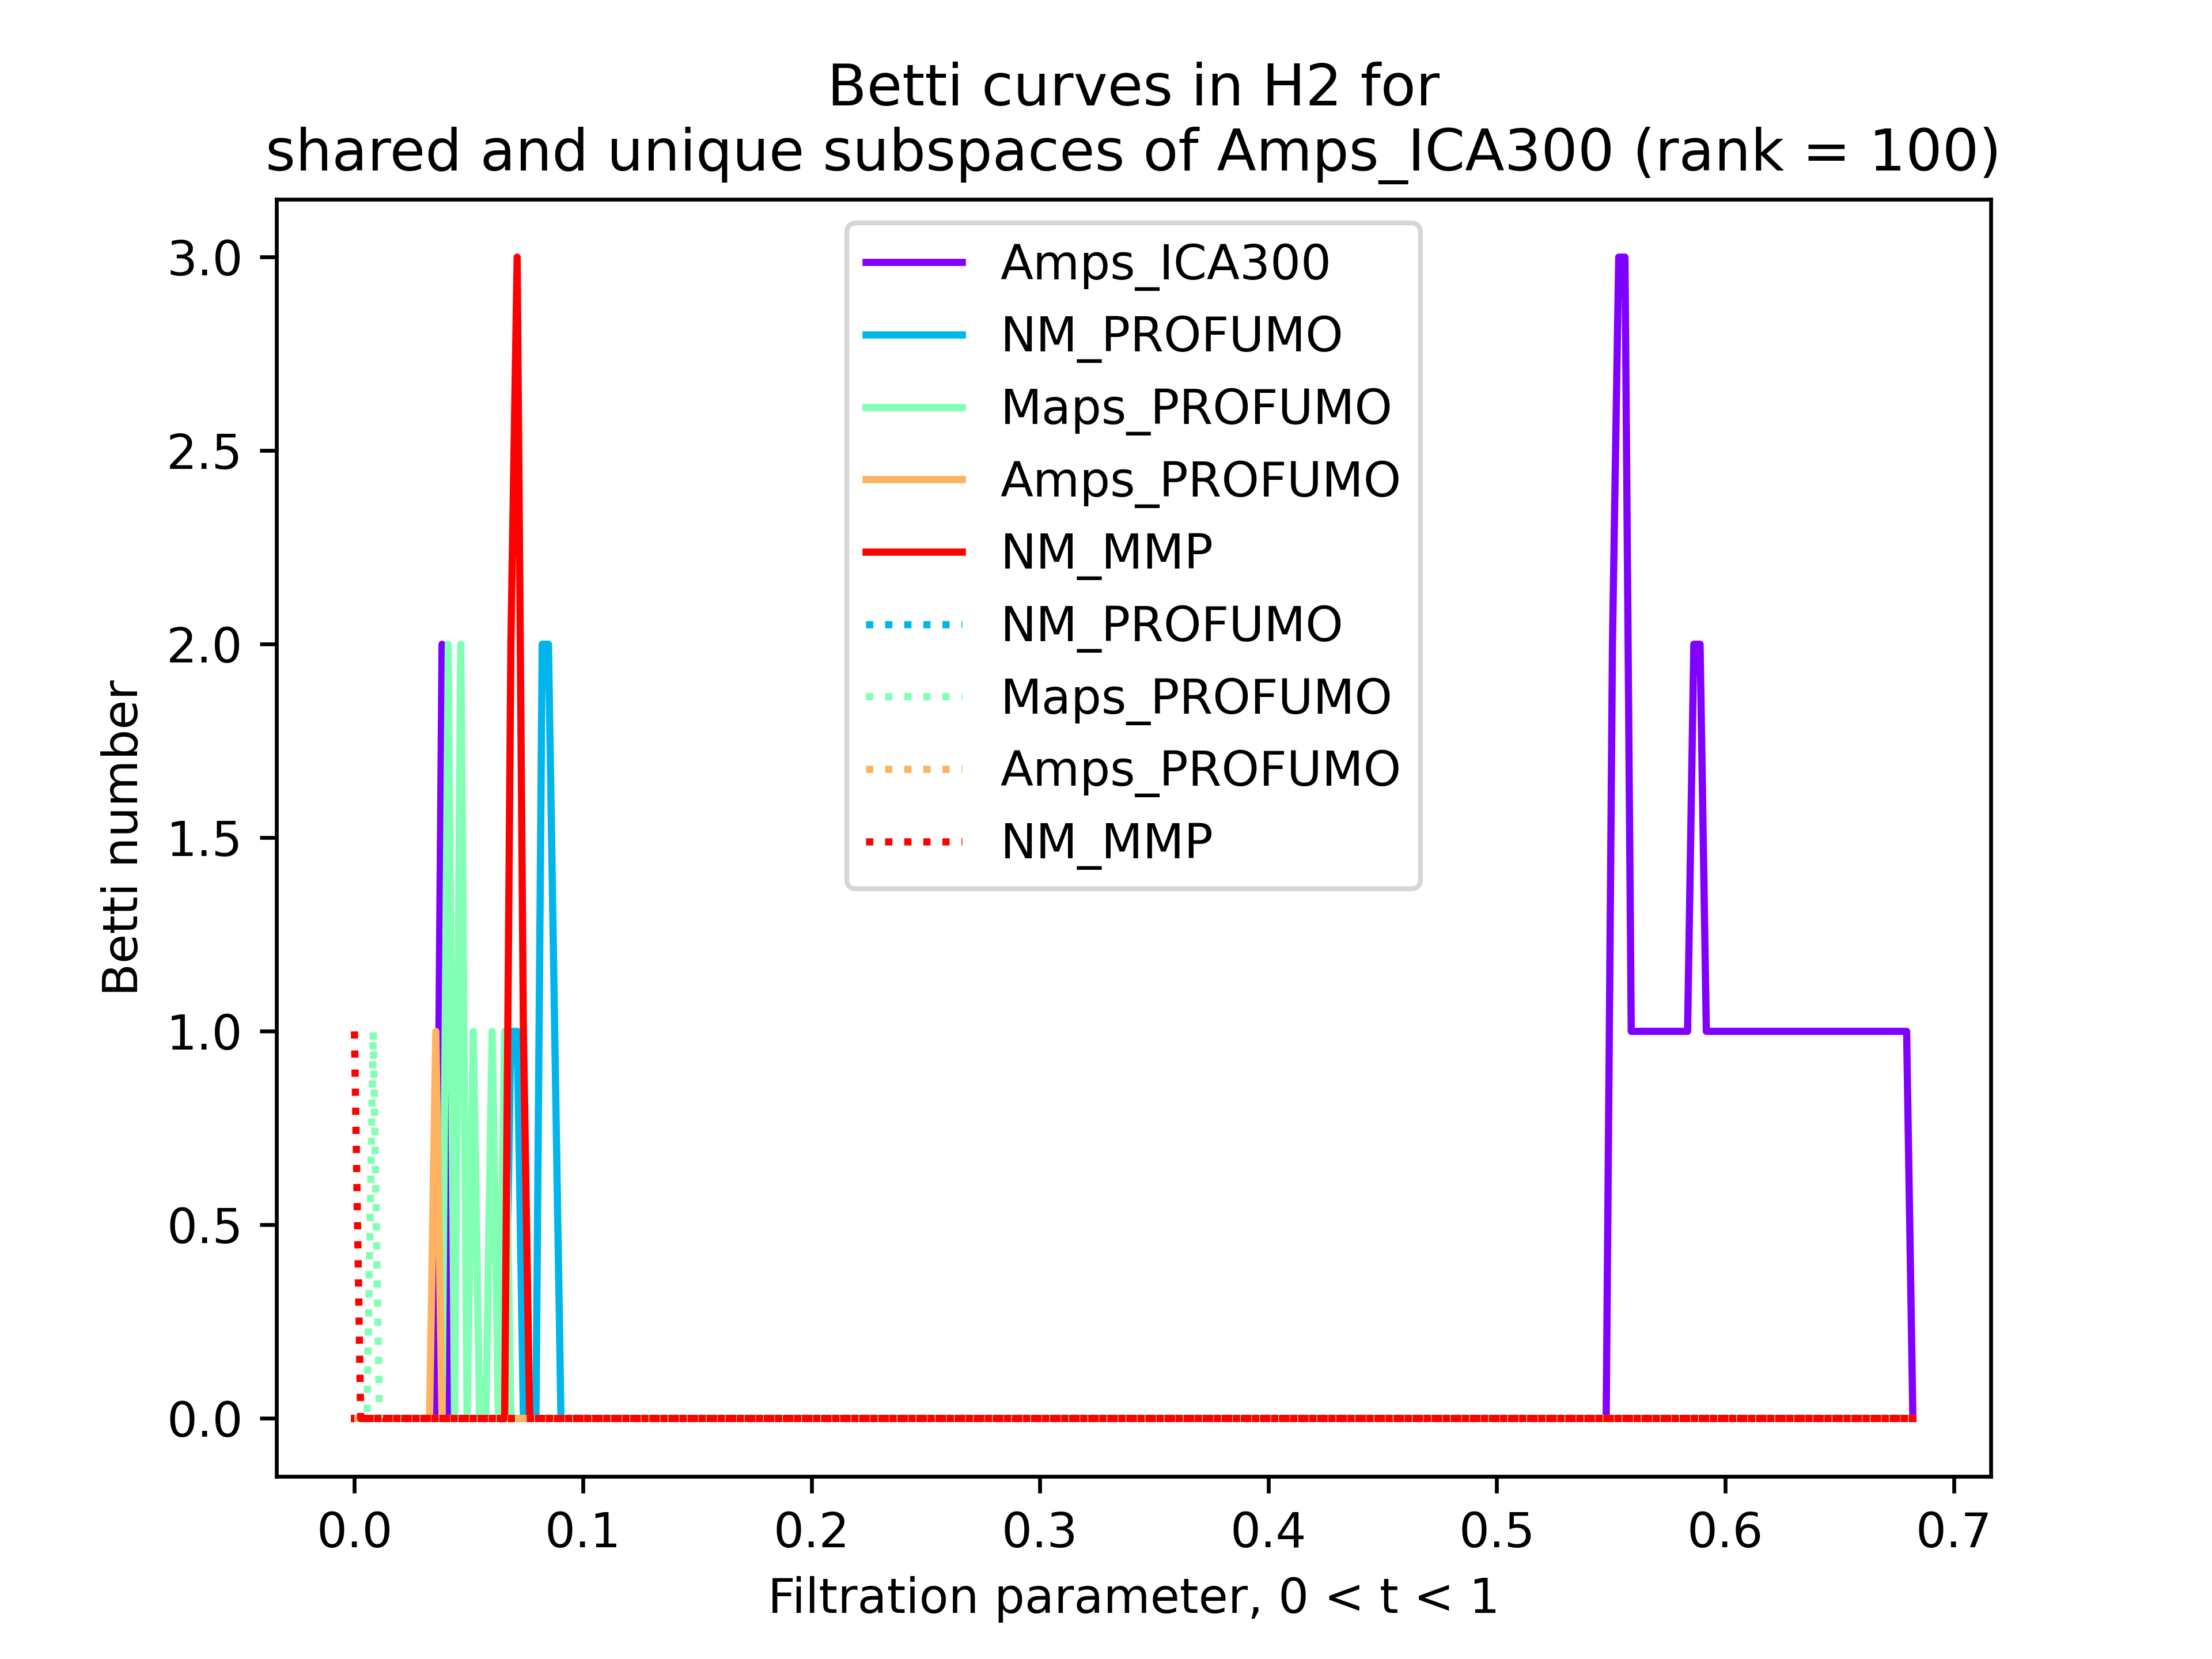 Betti curves in H2 for
shared and unique subspaces of Amps_ICA300 (rank = 100)
3.0
2.5
2.0
1.5
1.0
0.5
0.0
Betti number
Amps_ICA300
NM_PROFUMO
Maps_PROFUMO
Amps_PROFUMO
NM_MMP
NM_PROFUMO
Maps_PROFUMO
Amps_PROFUMO
NM_MMP
0.0 0.1 0.2 0.3 0.4 0.5 0.6 0.7
Filtration parameter, 0 < t < 1